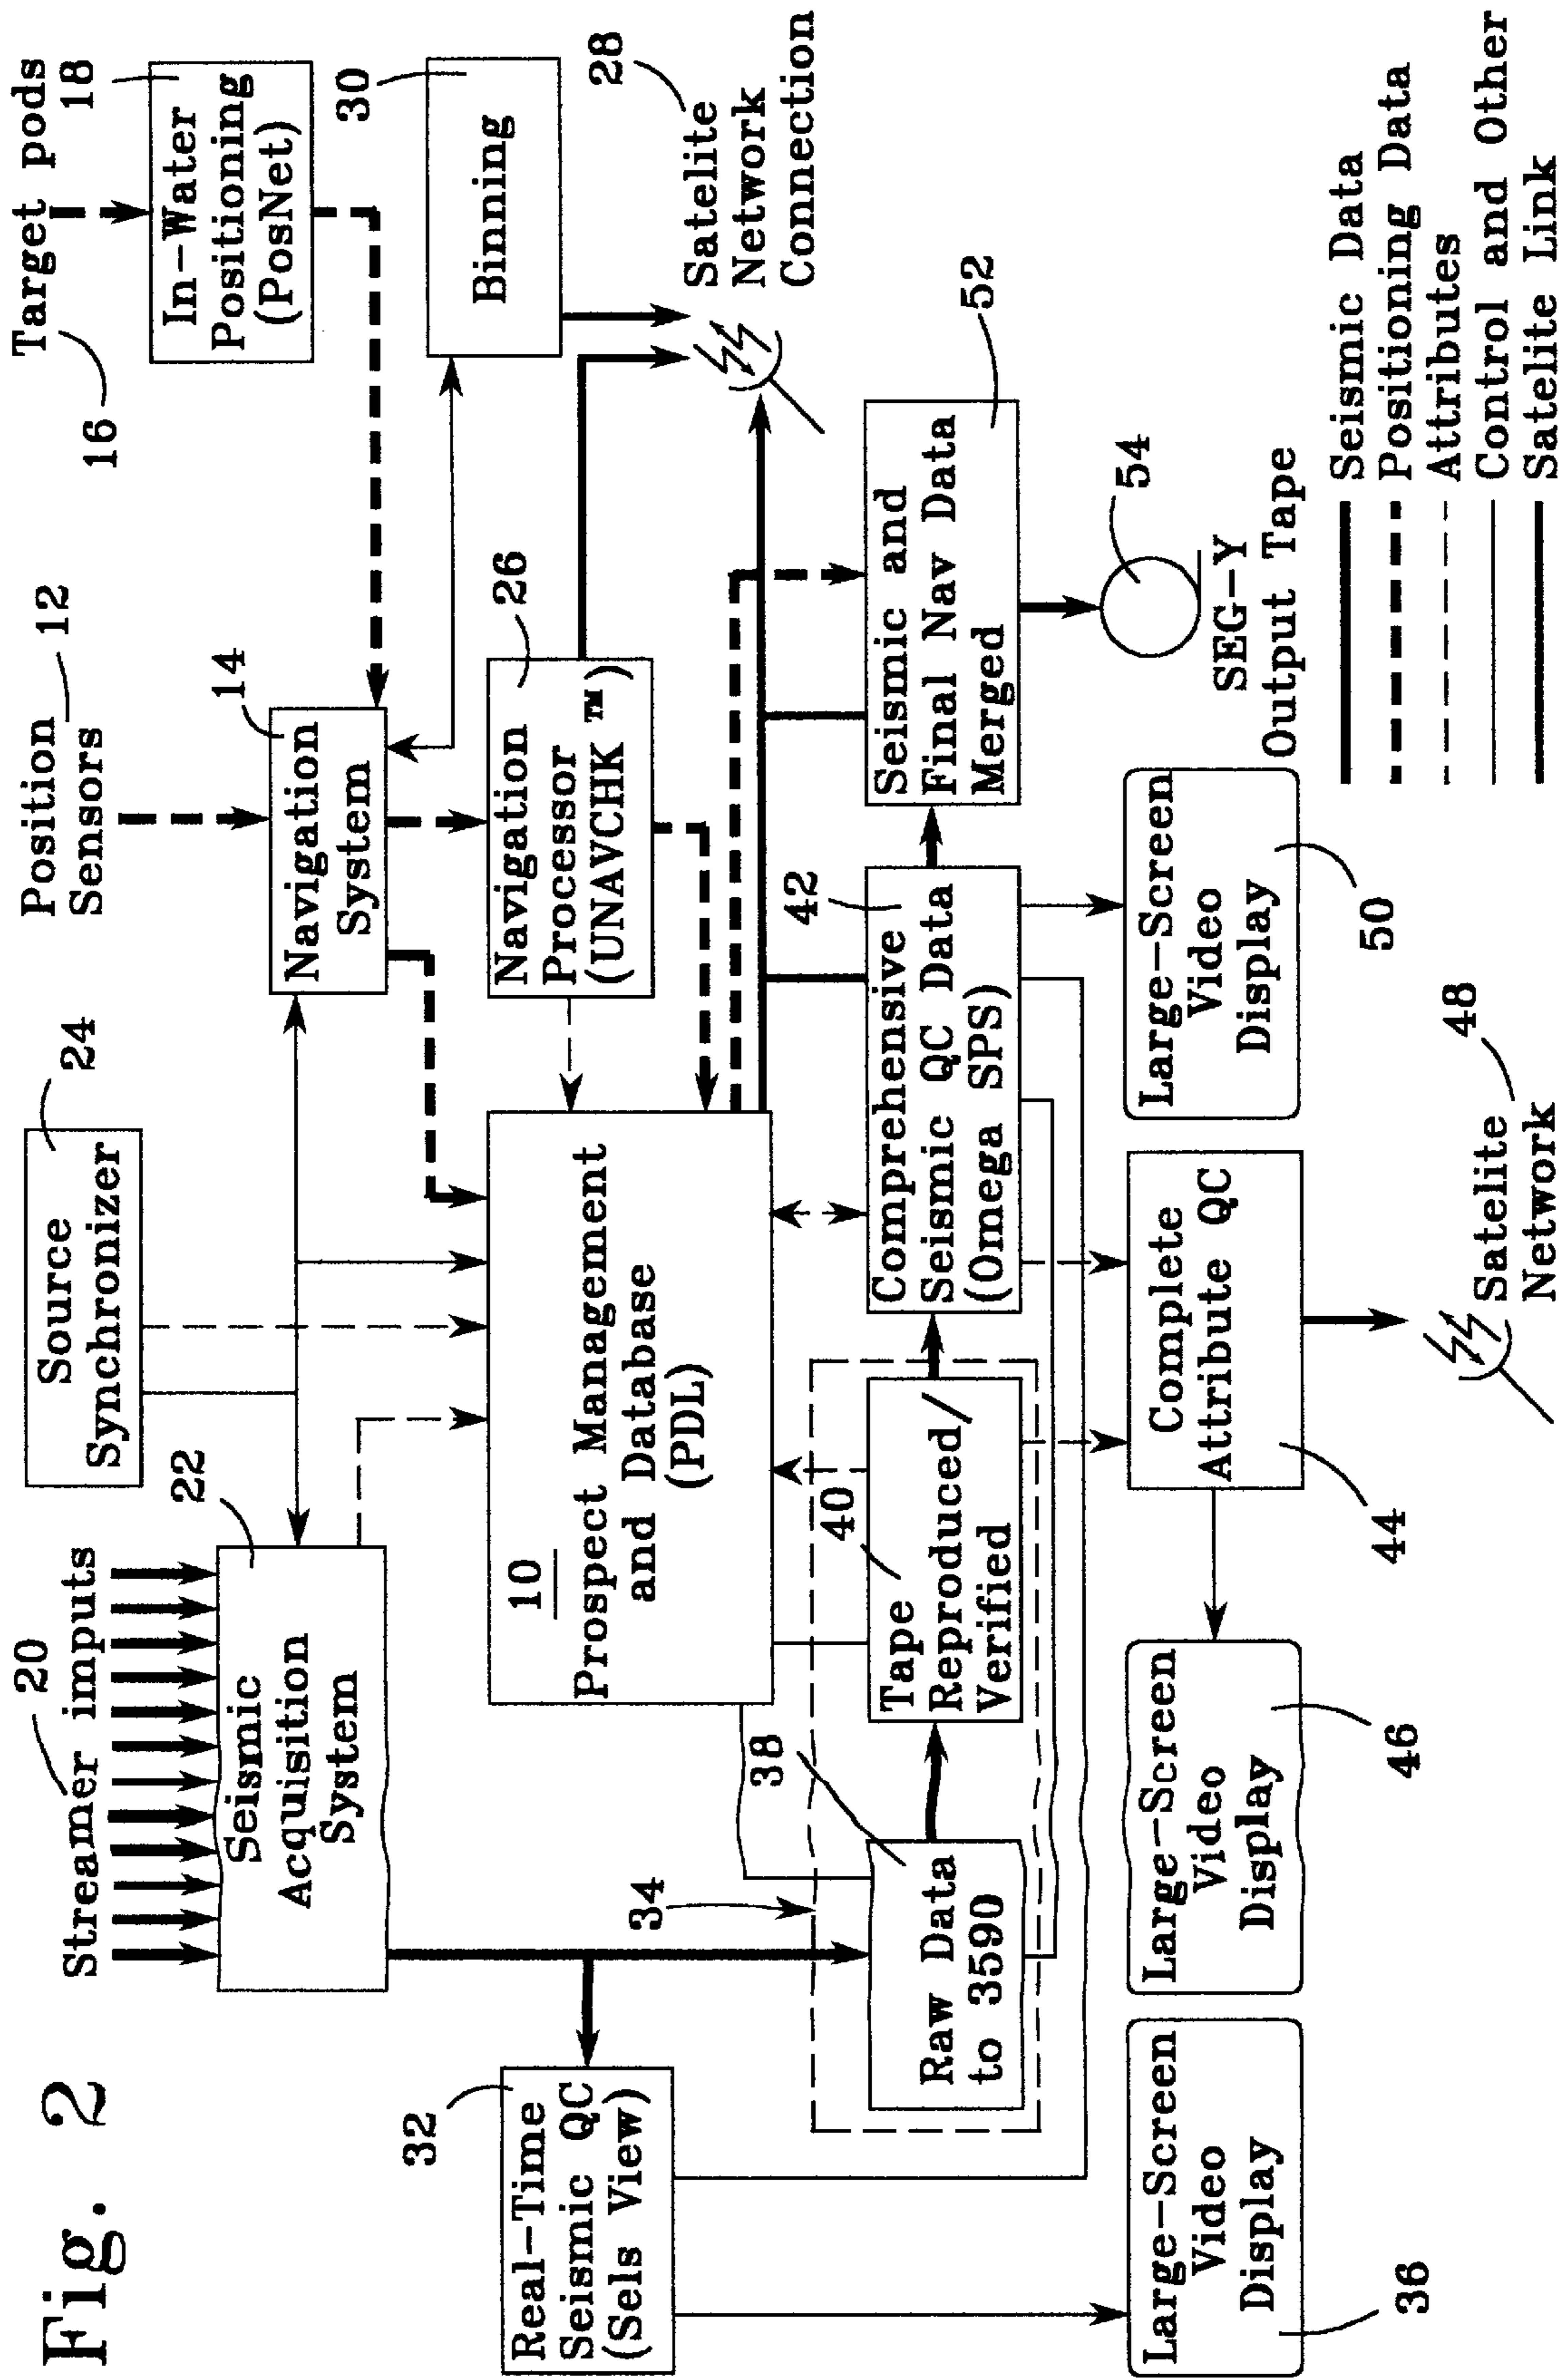 Fig. 2
20
Streamer imputs
22
Seismic
Acquisition
System
24
Source
Synchronizer
Position 12
Sensors
14
Navigation
System
16
Target pods
18
In-Water
Positioning
(PosNet)
30
Binning
28
Satelite
Network
Connection
26
Navigation
Processor
(UNAVCHK ™)
10
Prospect Management
and Database
(PDL)
32
Real-Time
Seismic QC
(Sels View)
34
38
Raw Data
to 3590
40
Tape
Reproduced/
Verified
42
Comprehensive
Seismic QC Data
(Omega SPS)
52
Seismic and
Final Nav Data
Merged
54
SEG-Y
Output Tape
36
Large-Screen
Video
Display
46
Large-Screen
Video
Display
44
Complete
Attribute QC
48
Satelite
Network
50
Large-Screen
Video
Display
Seismic Data
Positioning Data
Attributes
Control and Other
Satelite Link